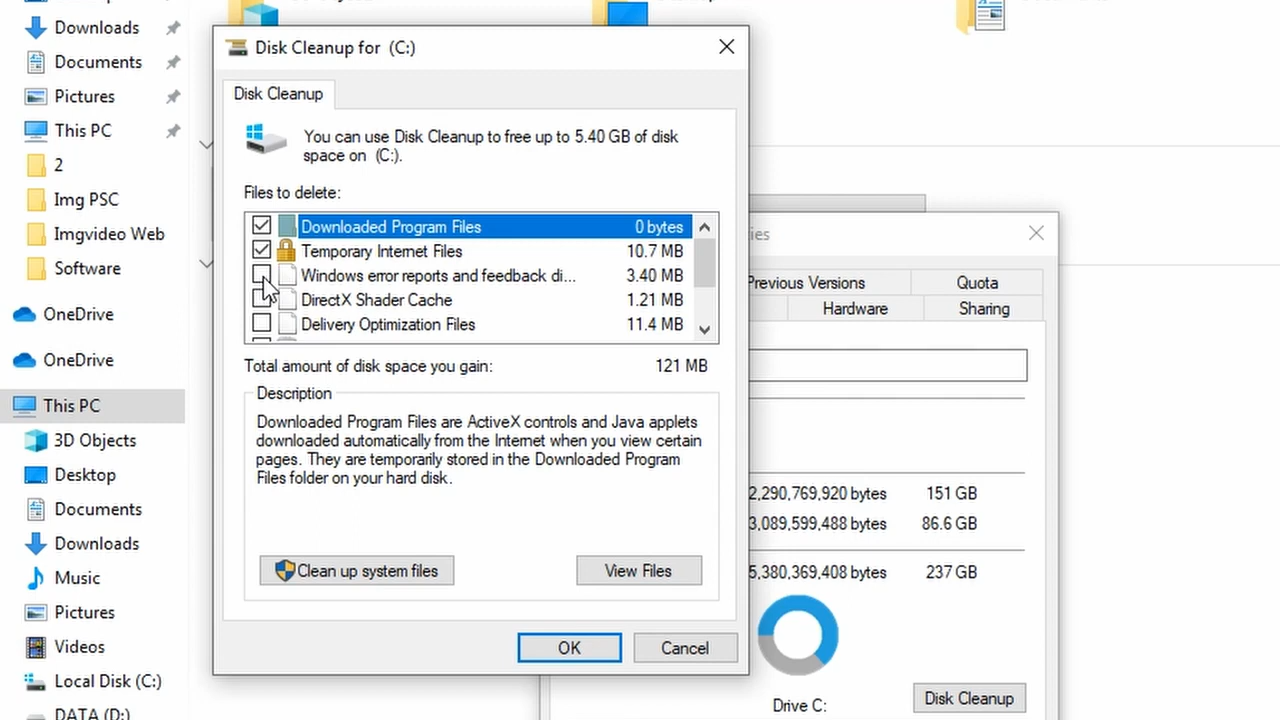 Downloads
Documents
Pictures
This PC
2
Img PSC
Imgvideo Web
Software
OneDrive
OneDrive
This PC
3D Objects
Desktop
Documents
Downloads
Music
Pictures
Videos
Local Disk (C:)
DATA (D:)
Disk Cleanup for (C:)
Disk Cleanup
You can use Disk Cleanup to free up to 5.40 GB of disk
space on (C:).
Files to delete:
Downloaded Program Files 0 bytes
Temporary Internet Files 10.7 MB
Windows error reports and feedback di... 3.40 MB
DirectX Shader Cache 1.21 MB
Delivery Optimization Files 11.4 MB
Total amount of disk space you gain: 121 MB
Description
Downloaded Program Files are ActiveX controls and Java applets
downloaded automatically from the Internet when you view certain
pages. They are temporarily stored in the Downloaded Program
Files folder on your hard disk.
Clean up system files
View Files
OK
Cancel
ies
Previous Versions
Quota
Hardware
Sharing
2,290,769,920 bytes 151 GB
3,089,599,488 bytes 86.6 GB
5,380,369,408 bytes 237 GB
Drive C:
Disk Cleanup